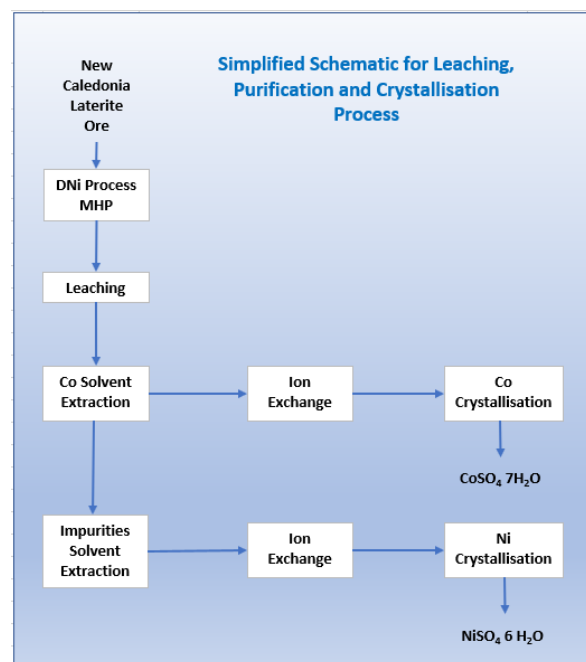 New
Caledonia
Laterite
Ore
Simplified Schematic for Leaching,
Purification and Crystallisation
Process
DNi Process
MHP
Leaching
Co Solvent
Extraction
Ion
Exchange
Co
Crystallisation
CoSO₄ 7H₂O
Impurities
Solvent
Extraction
Ion
Exchange
Ni
Crystallisation
NiSO₄ 6 H₂O